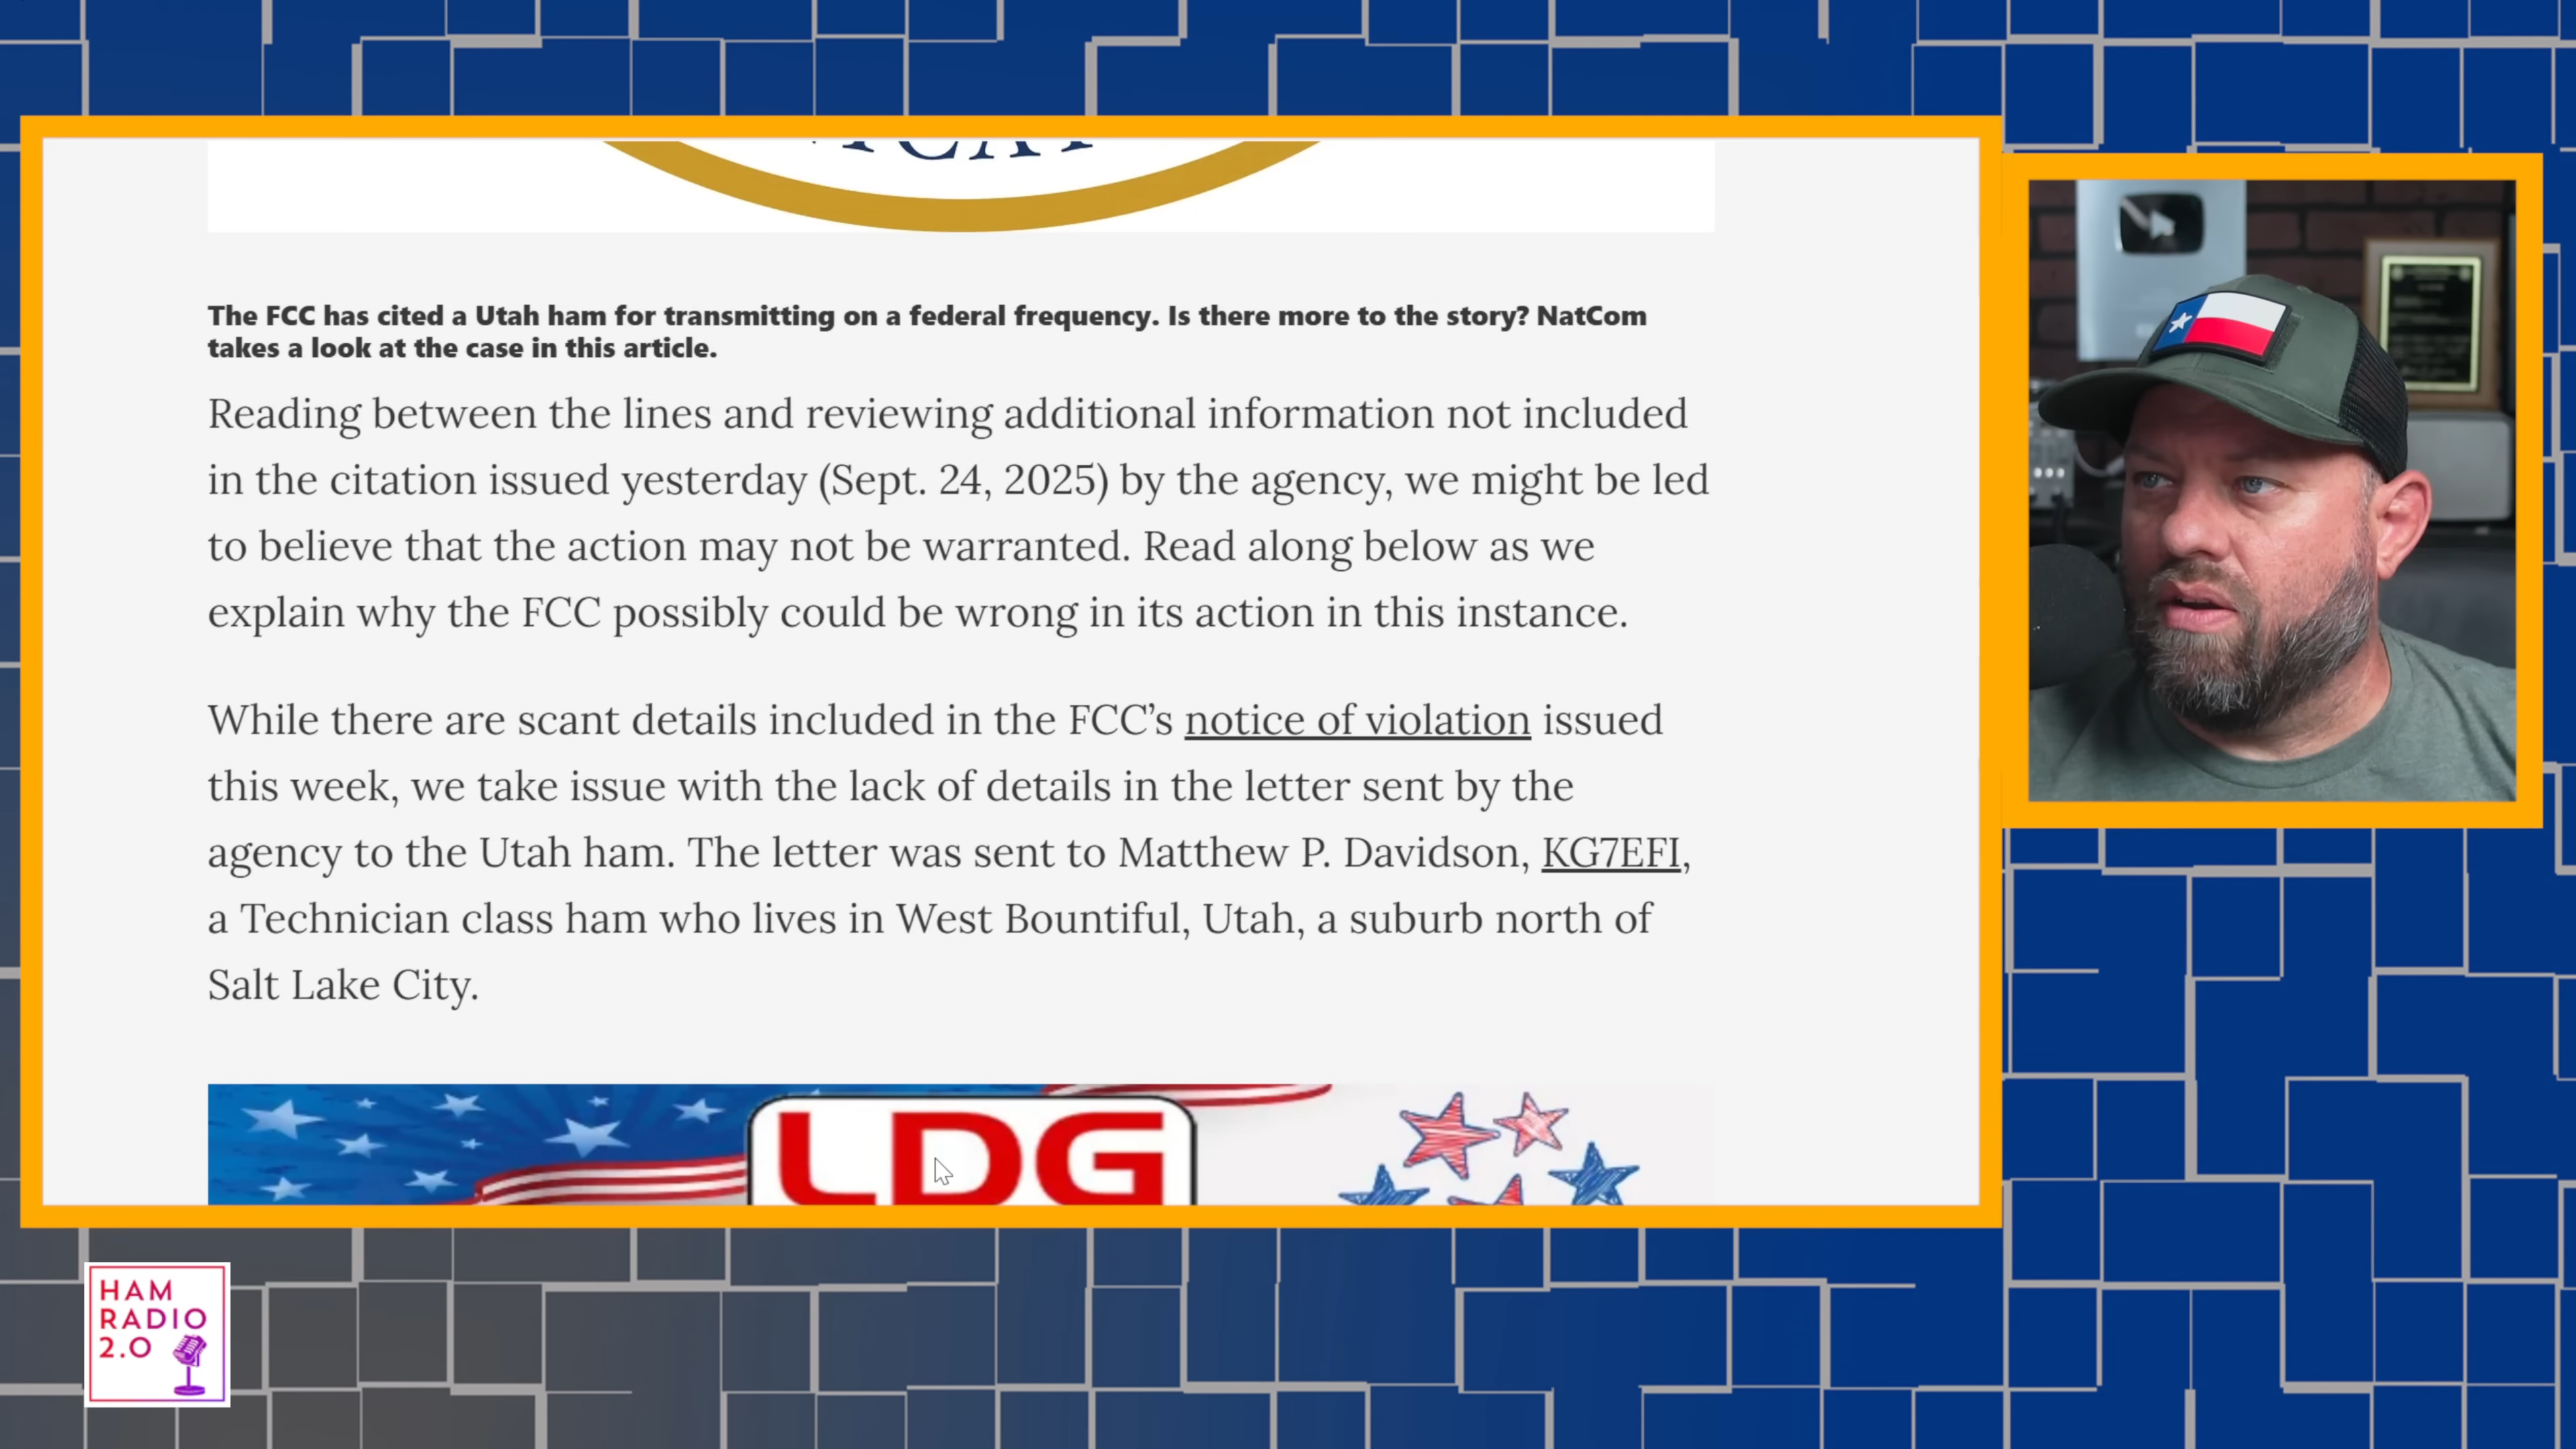 The FCC has cited a Utah ham for transmitting on a federal frequency. Is there more to the story? NatCom
takes a look at the case in this article.
Reading between the lines and reviewing additional information not included
in the citation issued yesterday (Sept. 24, 2025) by the agency, we might be led
to believe that the action may not be warranted. Read along below as we
explain why the FCC possibly could be wrong in its action in this instance.
While there are scant details included in the FCC’s notice of violation issued
this week, we take issue with the lack of details in the letter sent by the
agency to the Utah ham. The letter was sent to Matthew P. Davidson, KG7EFI,
a Technician class ham who lives in West Bountiful, Utah, a suburb north of
Salt Lake City.
LDG
HAM
RADIO
2.0